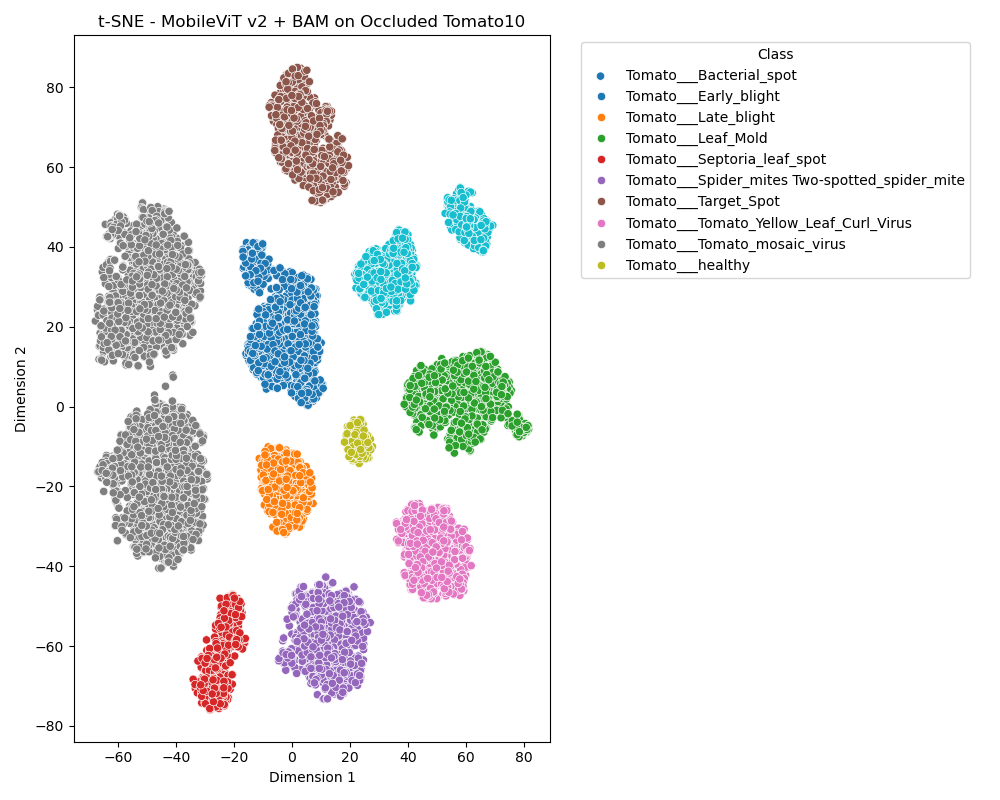 t-SNE - MobileViT v2 + BAM on Occluded Tomato10
Class
Tomato___Bacterial_spot
Tomato___Early_blight
Tomato___Late_blight
Tomato___Leaf_Mold
Tomato___Septoria_leaf_spot
Tomato___Spider_mites Two-spotted_spider_mite
Tomato___Target_Spot
Tomato___Tomato_Yellow_Leaf_Curl_Virus
Tomato___Tomato_mosaic_virus
Tomato___healthy
Dimension 2
80
60
40
20
0
−20
−40
−60
−80
−60 −40 −20 0 20 40 60 80
Dimension 1